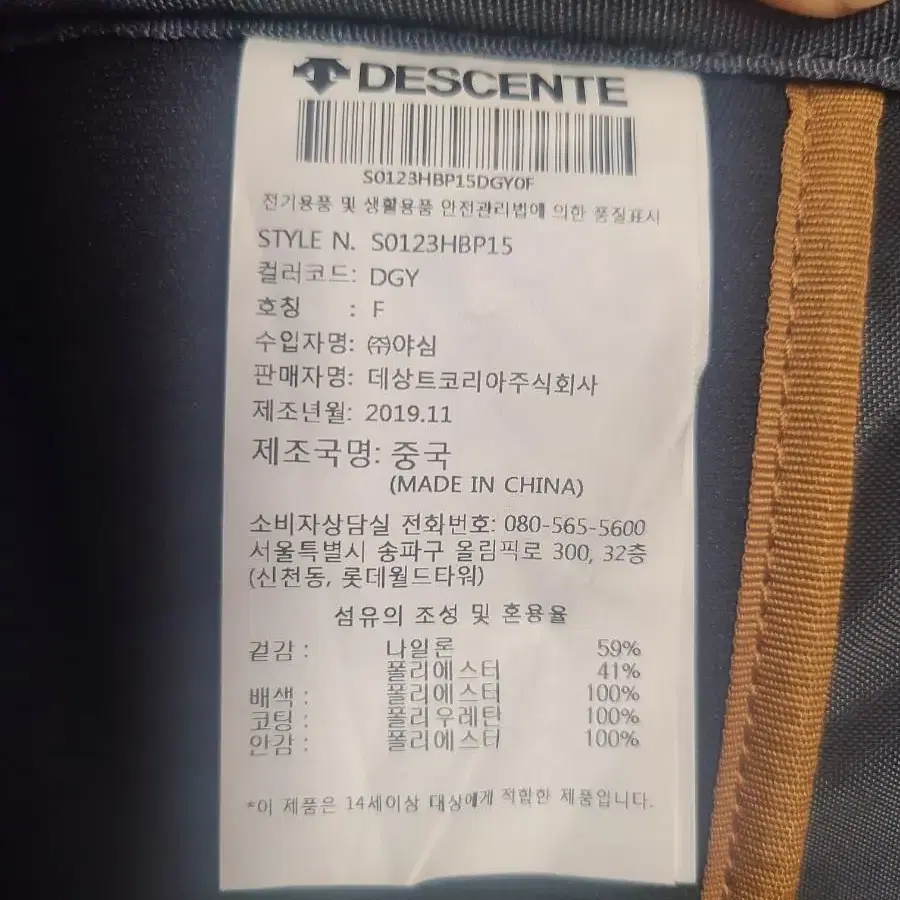 DESCENTE
S0123HBP15DGY0F
전기용품 및 생활용품 안전관리법에 의한 품질표시
STYLE N. S0123HBP15
컬러코드: DGY
호칭 : F
수입자명: ㈜야심
판매자명: 데상트코리아주식회사
제조년월: 2019.11
제조국명: 중국
(MADE IN CHINA)
소비자상담실 전화번호: 080-565-5600
서울특별시 송파구 올림픽로 300, 32층
(신천동, 롯데월드타워)
섬유의 조성 및 혼용율
겉감 : 나일론 59%
폴리에스터 41%
배색 : 폴리에스터 100%
코팅 : 폴리우레탄 100%
안감 : 폴리에스터 100%
*이 제품은 14세이상 대상에게 적합한 제품입니다.